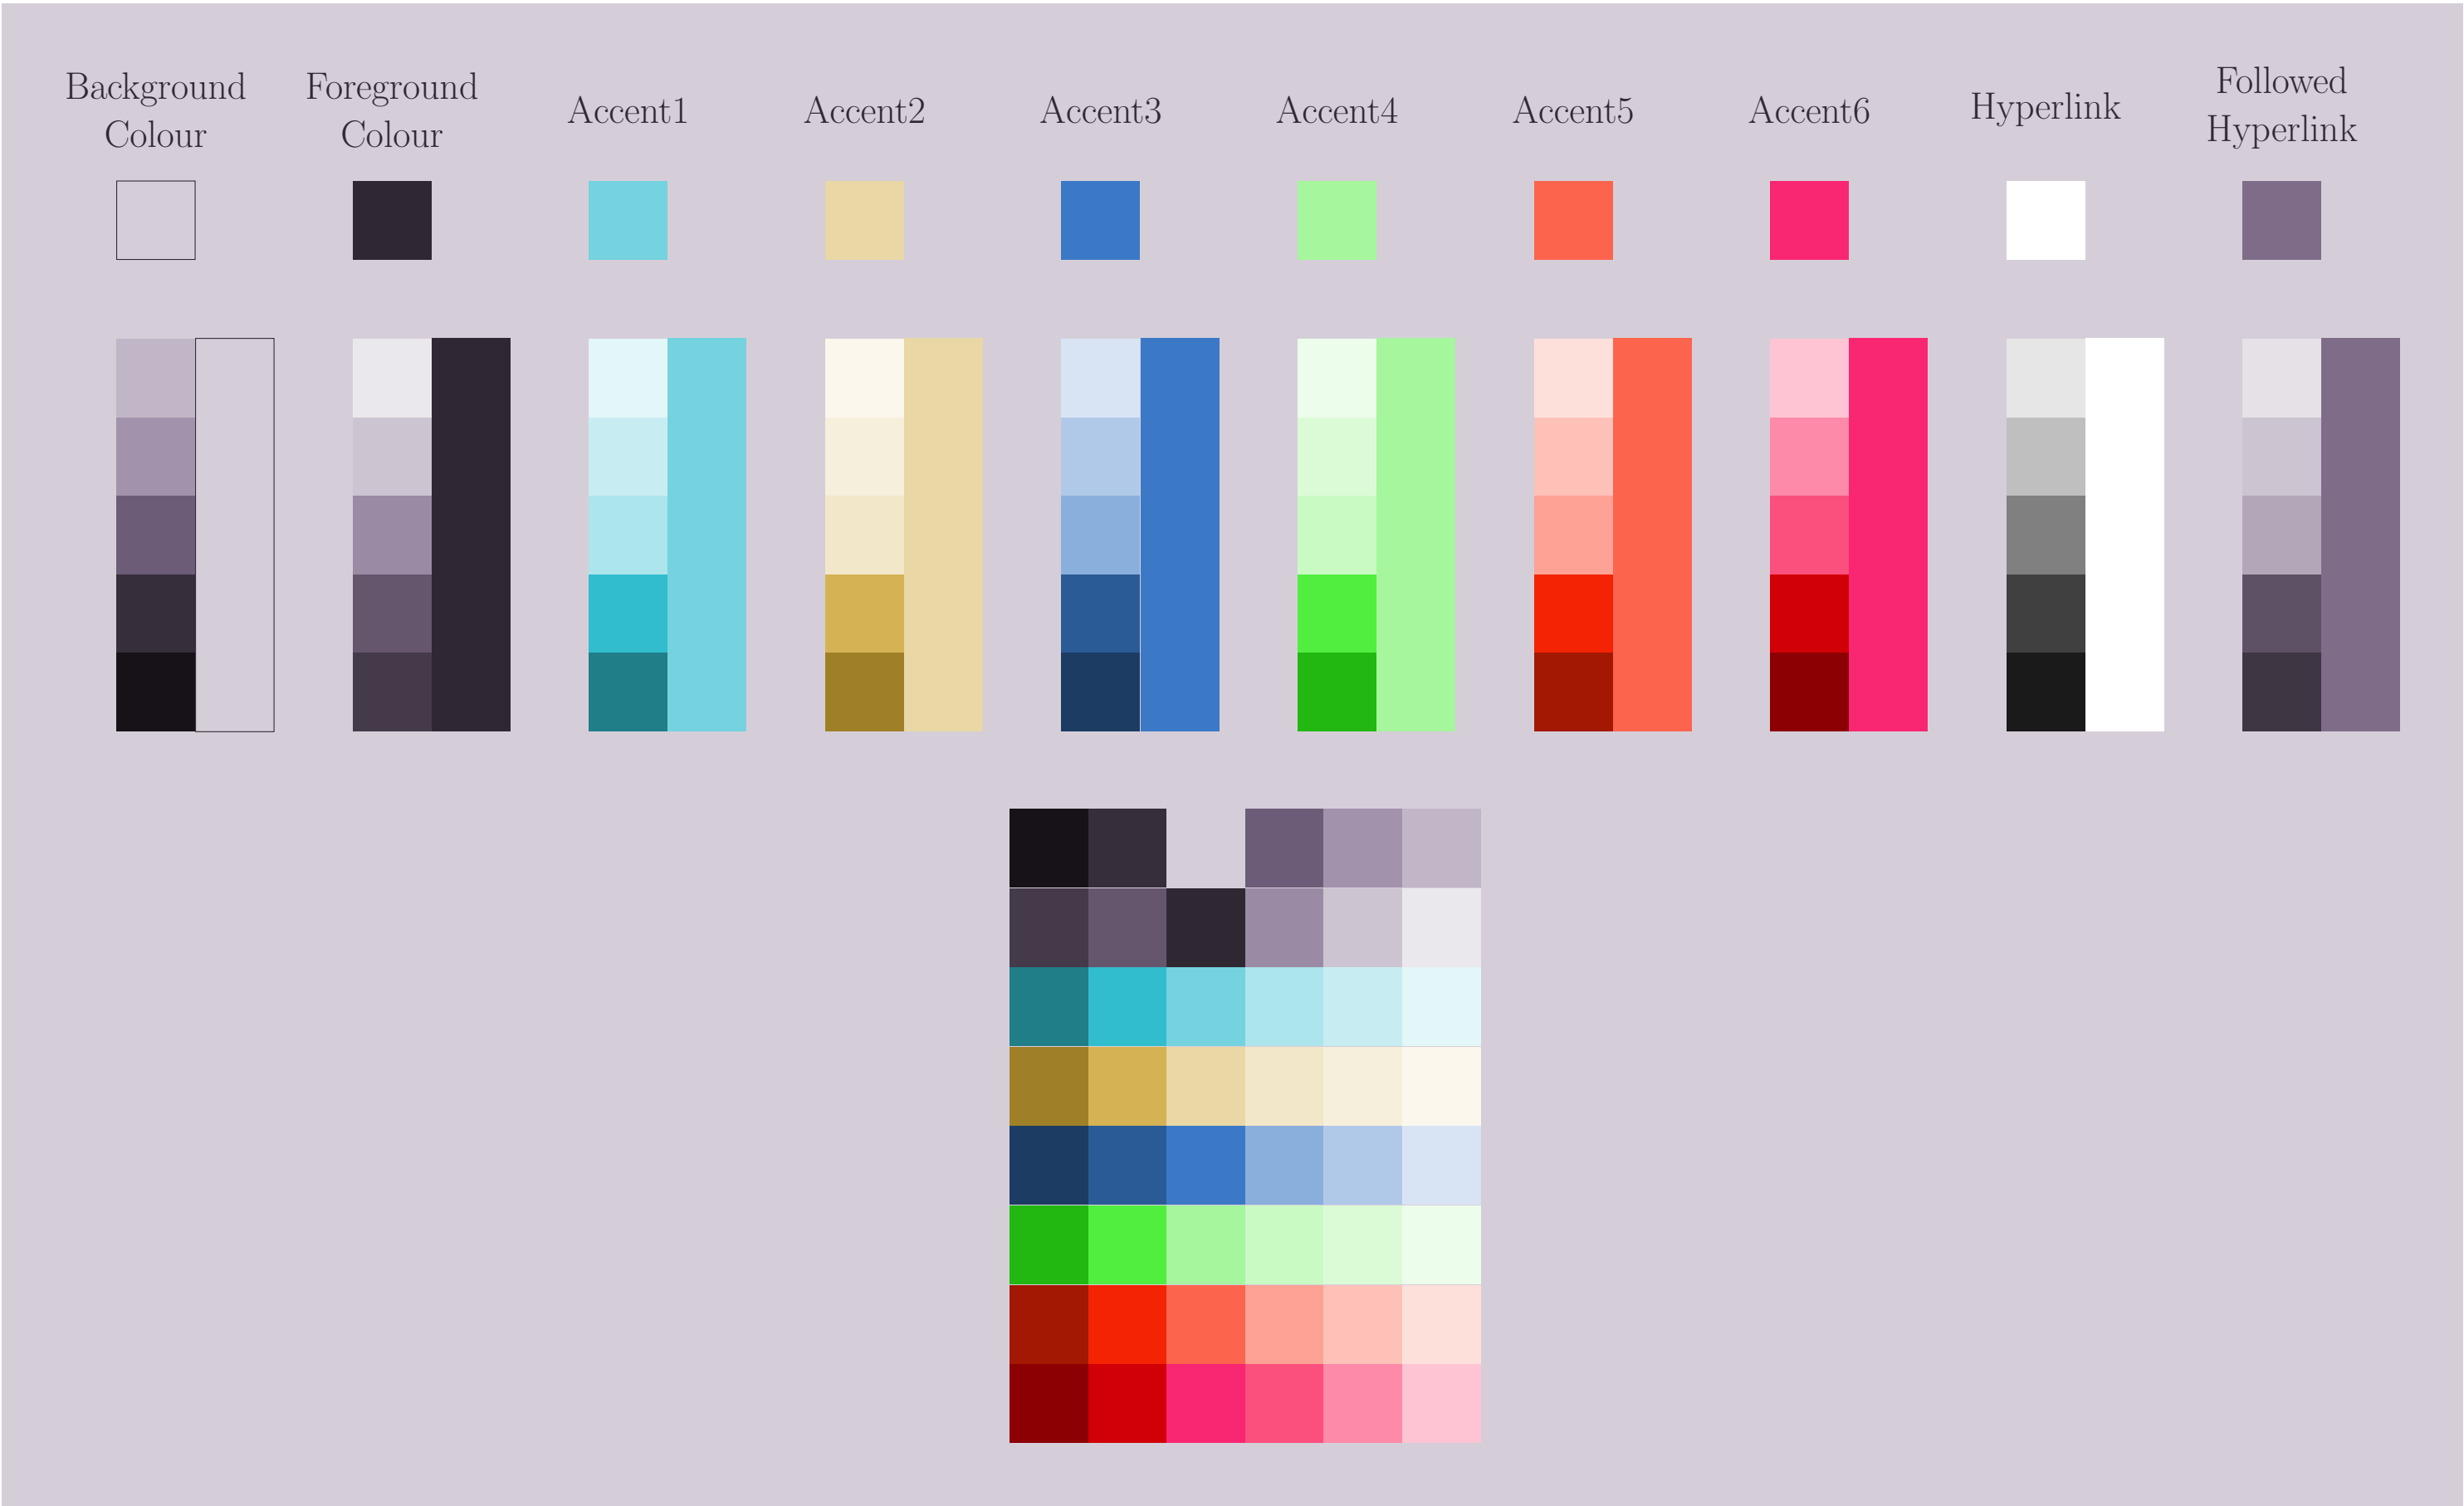 Background
Colour
Foreground
Colour
Accent1
Accent2
Accent3
Accent4
Accent5
Accent6
Hyperlink
Followed
Hyperlink